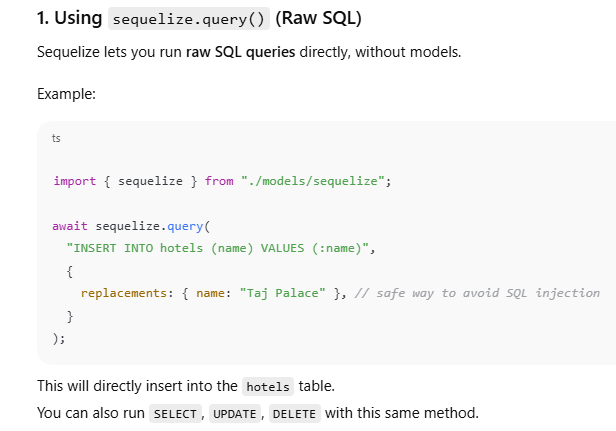 1. Using sequelize.query() (Raw SQL)
Sequelize lets you run raw SQL queries directly, without models.
Example:
ts
import { sequelize } from "./models/sequelize";
await sequelize.query(
"INSERT INTO hotels (name) VALUES (:name)",
{
replacements: { name: "Taj Palace" }, // safe way to avoid SQL injection
}
);
This will directly insert into the hotels table.
You can also run SELECT, UPDATE, DELETE with this same method.